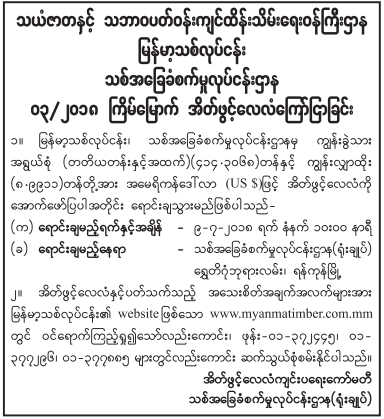 သယံဇာတနှင့် သဘာဝပတ်ဝန်းကျင်ထိန်းသိမ်းရေးဝန်ကြီးဌာန
မြန်မာ့သစ်လုပ်ငန်း
သစ်အခြေခံစက်မှုလုပ်ငန်းဌာန
၀၃/၂၀၁၈ ကြိမ်မြောက် အိတ်ဖွင့်လေလံကြော်ငြာခြင်း
၁။ မြန်မာ့သစ်လုပ်ငန်း၊ သစ်အခြေခံစက်မှုလုပ်ငန်းဌာနမှ ကျွန်းခွဲသား
အရွယ်စုံ (တတိယတန်းနှင့်အထက်)(၄၁၄.၃၀၆၈)တန်နှင့် ကျွန်းလျှာထိုး
(၈.၉၉၁၁)တန်တို့အား အမေရိကန်ဒေါ်လာ (US $)ဖြင့် အိတ်ဖွင့်လေလံကို
အောက်ဖော်ပြပါအတိုင်း ရောင်းချသွားမည်ဖြစ်ပါသည်-
(က) ရောင်းချမည့်ရက်နှင့်အချိန် - ၉-၇-၂၀၁၈ ရက် နံနက် ၁၀း၀၀ နာရီ
(ခ) ရောင်းချမည့်နေရာ - သစ်အခြေခံစက်မှုလုပ်ငန်းဌာန(ရုံးချုပ်)
ရွှေတိဂုံဘုရားလမ်း၊ ရန်ကုန်မြို့
၂။ အိတ်ဖွင့်လေလံနှင့်ပတ်သက်သည့် အသေးစိတ်အချက်အလက်များအား
မြန်မာ့သစ်လုပ်ငန်း၏ website ဖြစ်သော www.myanmatimber.com.mm
တွင် ဝင်ရောက်ကြည့်ရှု၍သော်လည်းကောင်း၊ ဖုန်း-၀၁-၃၇၂၄၄၅၊ ၀၁-
၃၇၇၂၉၆၊ ၀၁-၃၇၇၈၈၅ များတွင်လည်းကောင်း ဆက်သွယ်စုံစမ်းနိုင်ပါသည်။
အိတ်ဖွင့်လေလံကျင်းပရေးကော်မတီ
သစ်အခြေခံစက်မှုလုပ်ငန်းဌာန(ရုံးချုပ်)